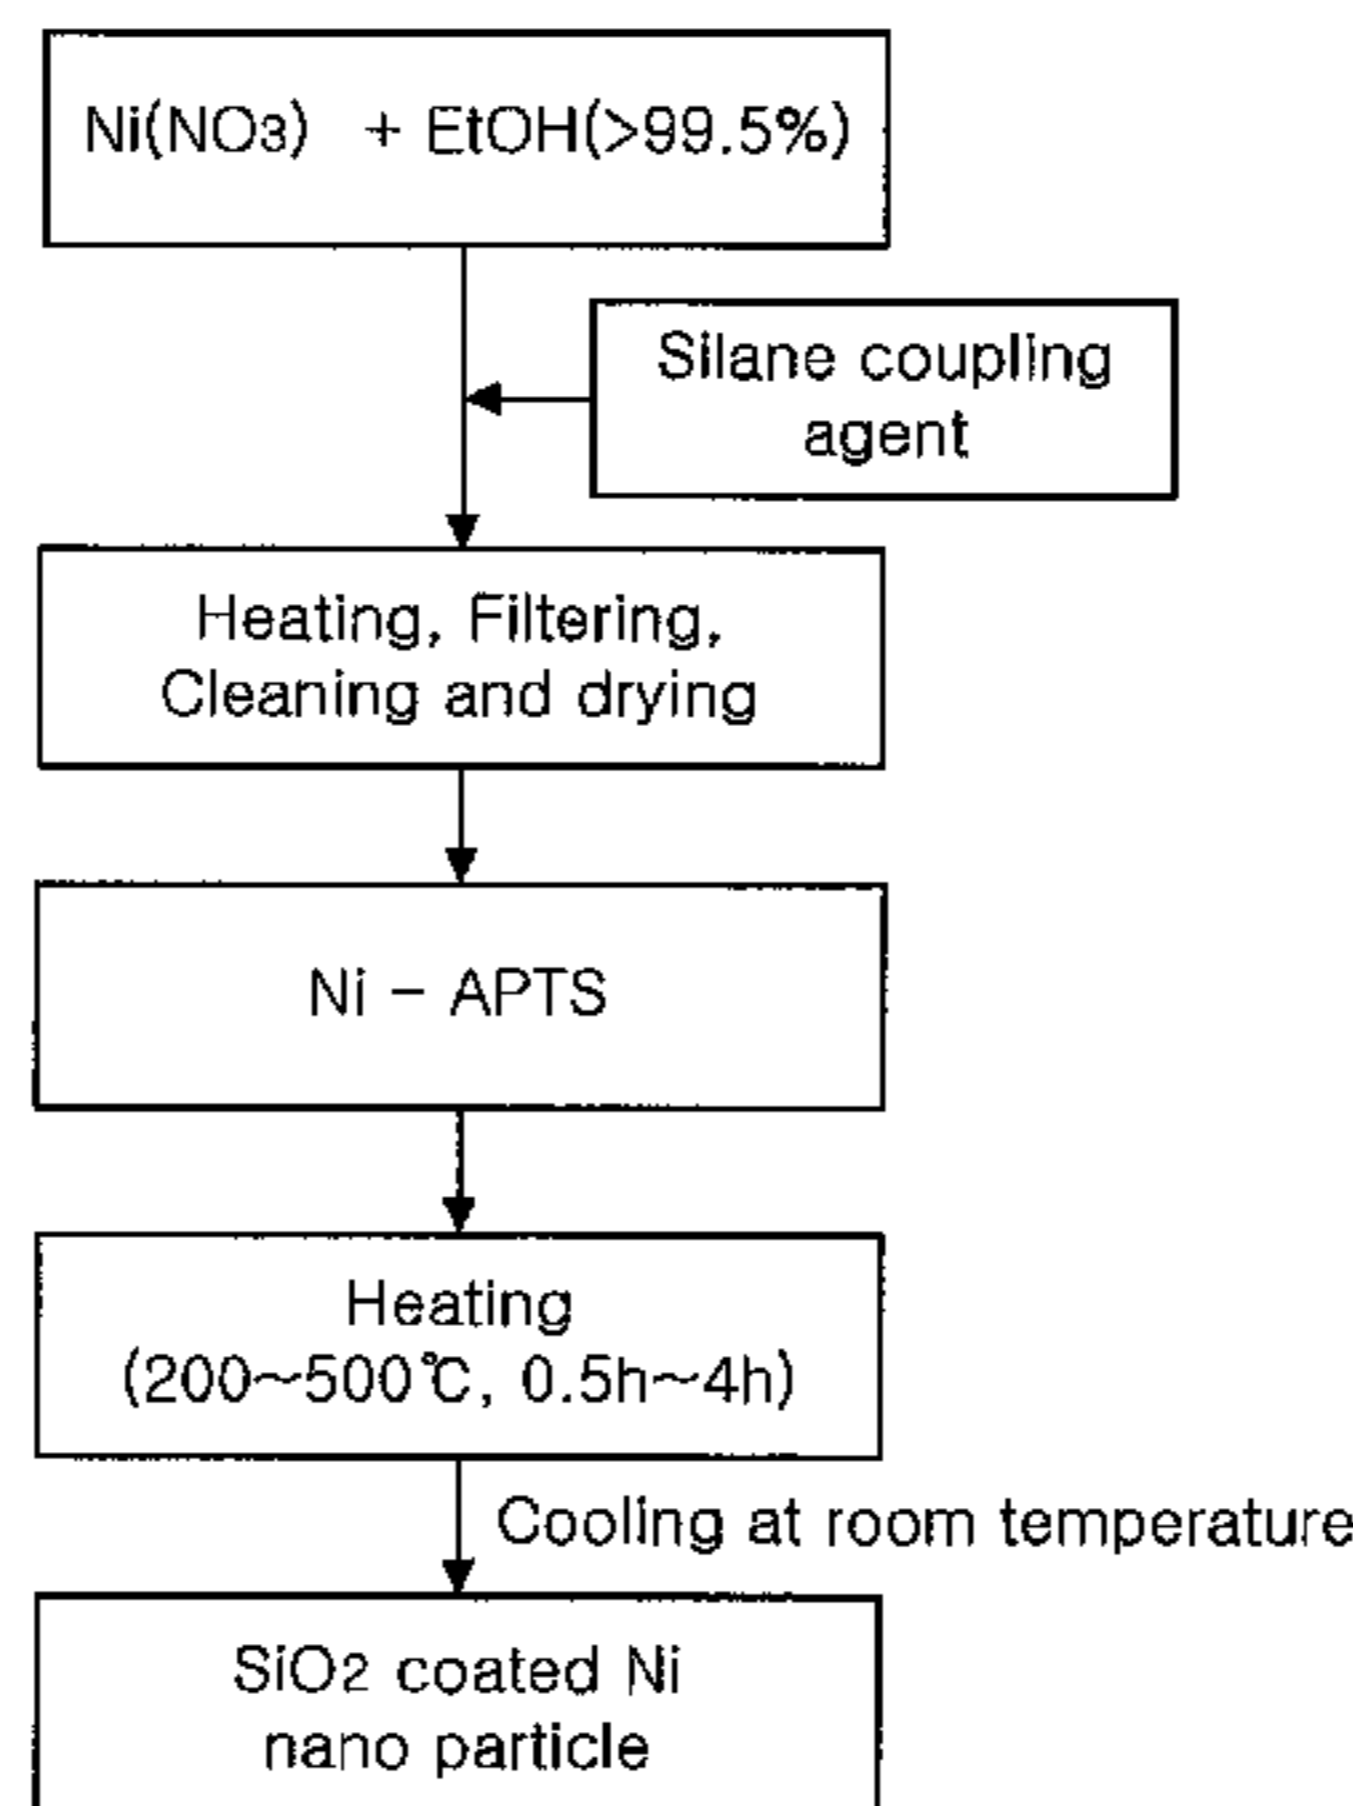 Ni(NO3) + EtOH(>99.5%)
Silane coupling
agent
Heating, Filtering,
Cleaning and drying
Ni - APTS
Heating
(200~500℃, 0.5h~4h)
Cooling at room temperature
SiO2 coated Ni
nano particle